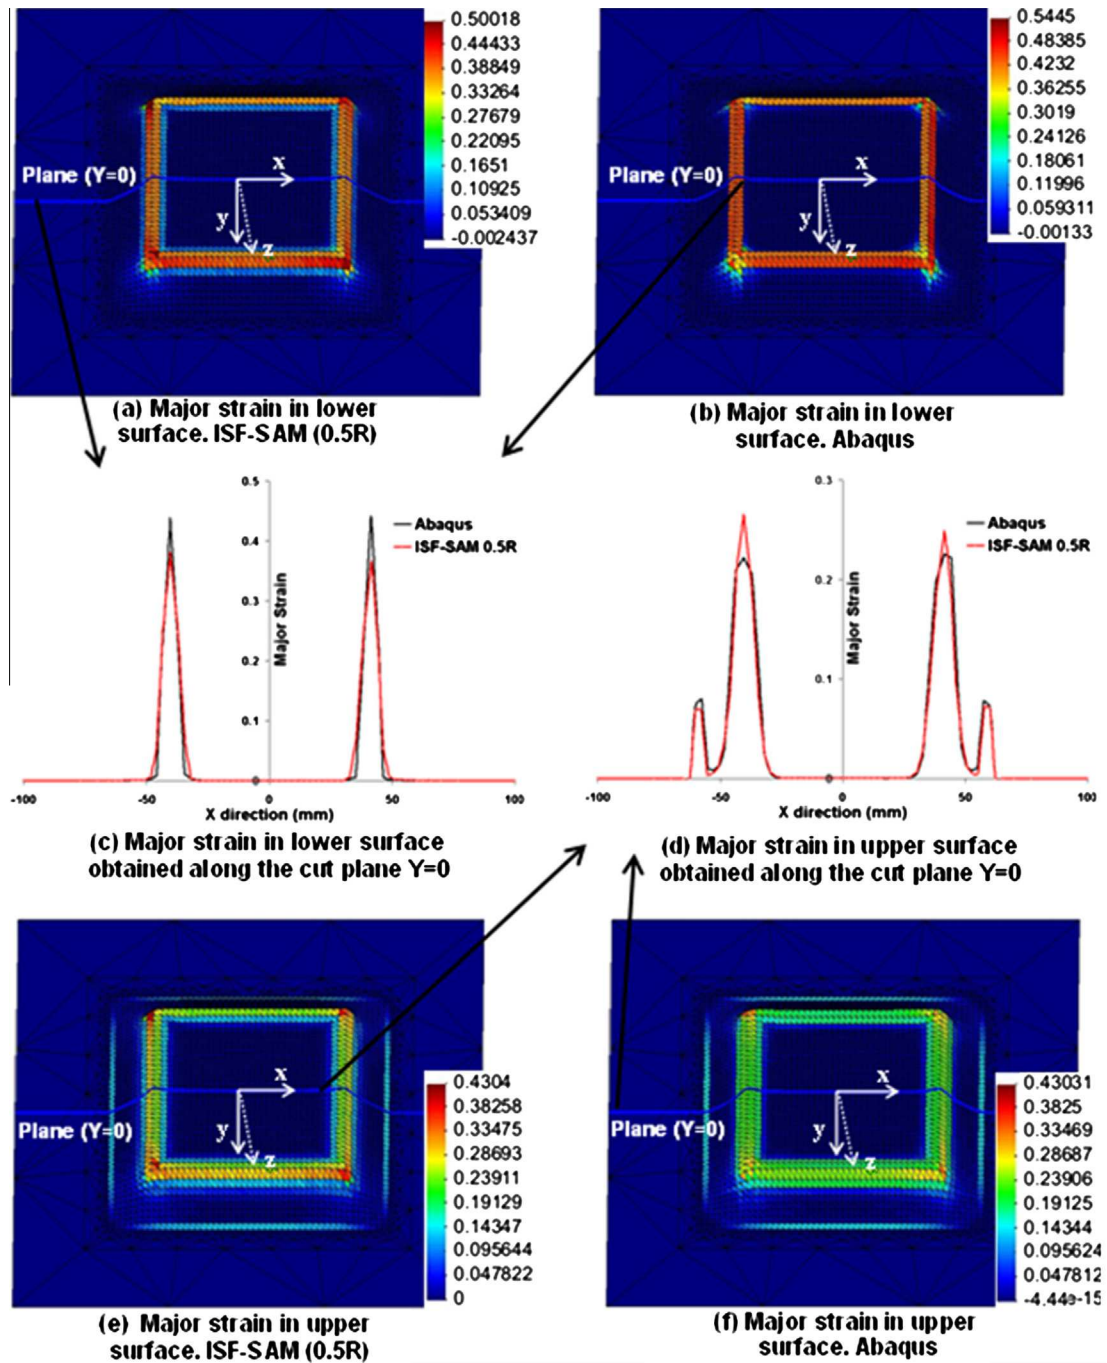 0.50018
0.44433
0.38849
0.33264
0.27679
0.22095
0.1651
0.10925
0.053409
-0.002437
Plane (Y=0)
x
y
z
(a) Major strain in lower
surface. ISF-SAM (0.5R)
0.5445
0.48385
0.4232
0.36255
0.3019
0.24126
0.18061
0.11996
0.059311
-0.00133
Plane (Y=0)
x
y
z
(b) Major strain in lower
surface. Abaqus
0.5
0.4
0.3
0.2
0.1
0
Major Strain
Abaqus
ISF-SAM 0.5R
-100
-50
0
50
100
X direction (mm)
(c) Major strain in lower surface
obtained along the cut plane Y=0
0.3
0.2
0.1
0
Major Strain
Abaqus
ISF-SAM 0.5R
-100
-50
0
50
100
X direction (mm)
(d) Major strain in upper surface
obtained along the cut plane Y=0
Plane (Y=0)
x
y
z
0.4304
0.38258
0.33475
0.28693
0.23911
0.19129
0.14347
0.095644
0.047822
0
(e) Major strain in upper
surface. ISF-SAM (0.5R)
Plane (Y=0)
x
y
z
0.43031
0.3825
0.33469
0.28687
0.23906
0.19125
0.14344
0.095624
0.047812
-4.44e-15
(f) Major strain in upper
surface. Abaqus